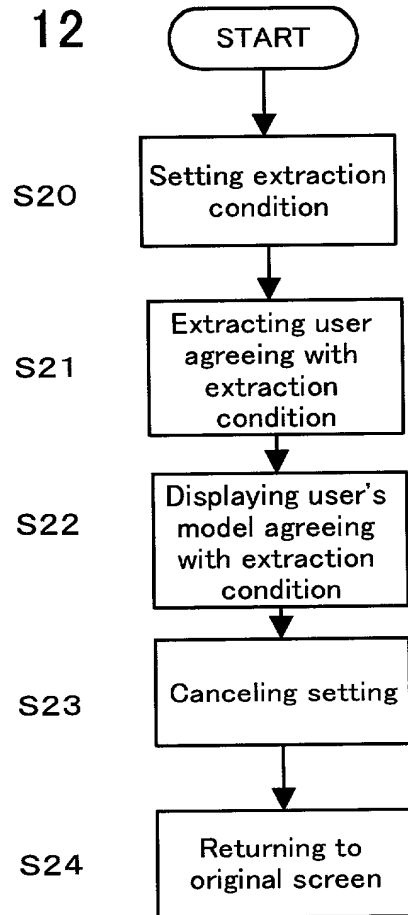 12
START
S20
Setting extraction
condition
S21
Extracting user
agreeing with
extraction
condition
S22
Displaying user's
model agreeing
with extraction
condition
S23
Canceling setting
S24
Returning to
original screen